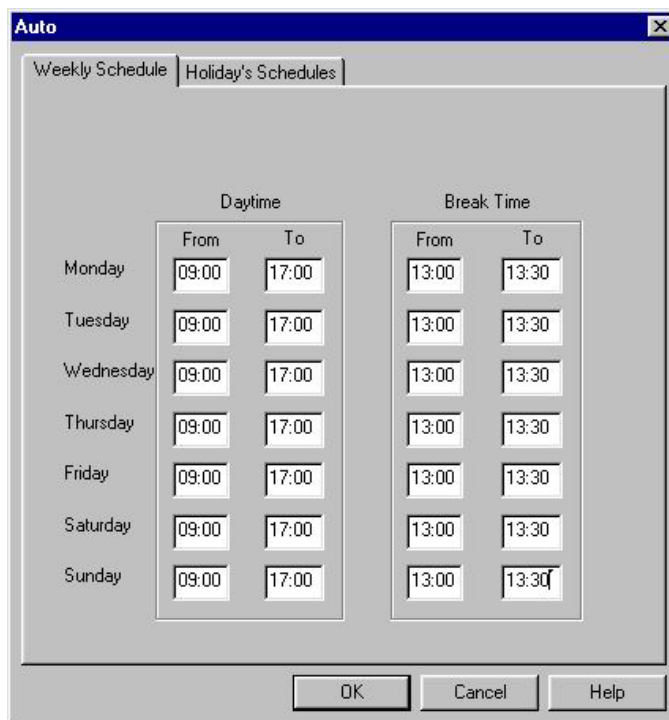 Auto
Weekly Schedule Holiday's Schedules
Daytime Break Time
From To From To
Monday 09:00 17:00 13:00 13:30
Tuesday 09:00 17:00 13:00 13:30
Wednesday 09:00 17:00 13:00 13:30
Thursday 09:00 17:00 13:00 13:30
Friday 09:00 17:00 13:00 13:30
Saturday 09:00 17:00 13:00 13:30
Sunday 09:00 17:00 13:00 13:30
OK Cancel Help